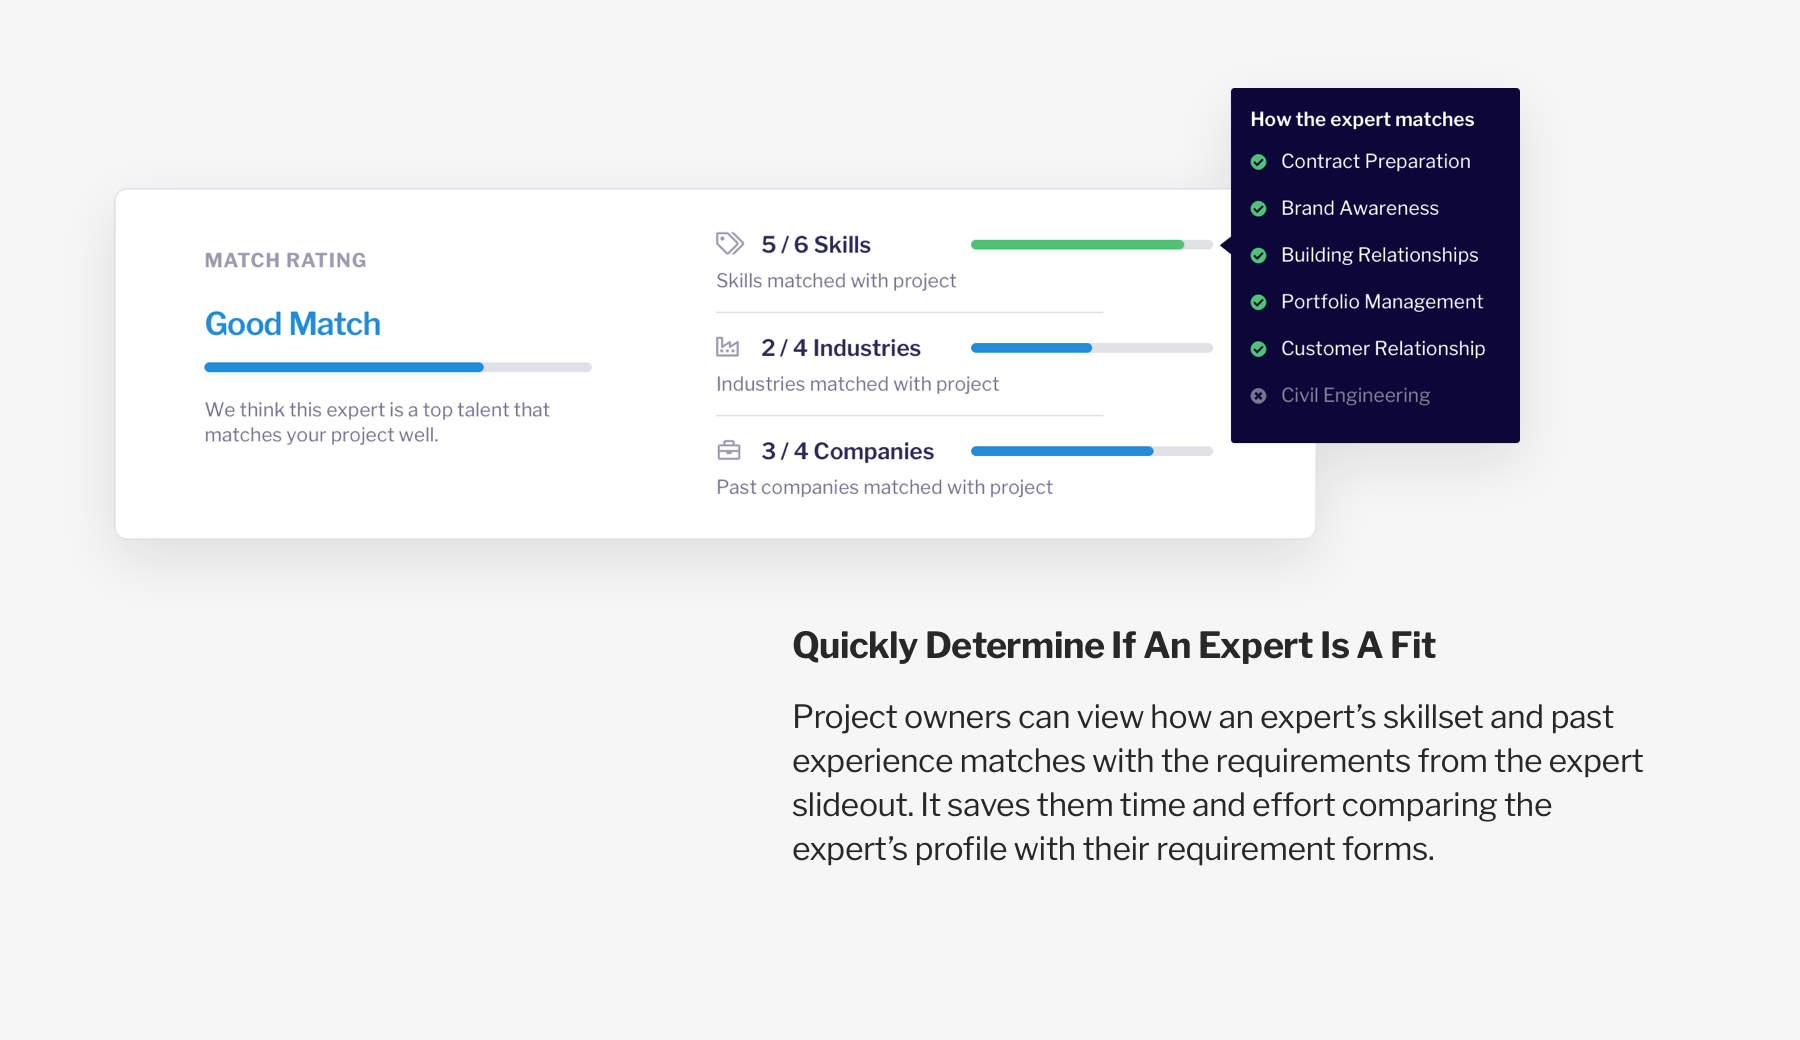 MATCH RATING
Good Match
We think this expert is a top talent that
matches your project well.
5 / 6 Skills
Skills matched with project
2 / 4 Industries
Industries matched with project
3 / 4 Companies
Past companies matched with project
How the expert matches
Contract Preparation
Brand Awareness
Building Relationships
Portfolio Management
Customer Relationship
Civil Engineering
Quickly Determine If An Expert Is A Fit
Project owners can view how an expert’s skillset and past
experience matches with the requirements from the expert
slideout. It saves them time and effort comparing the
expert’s profile with their requirement forms.